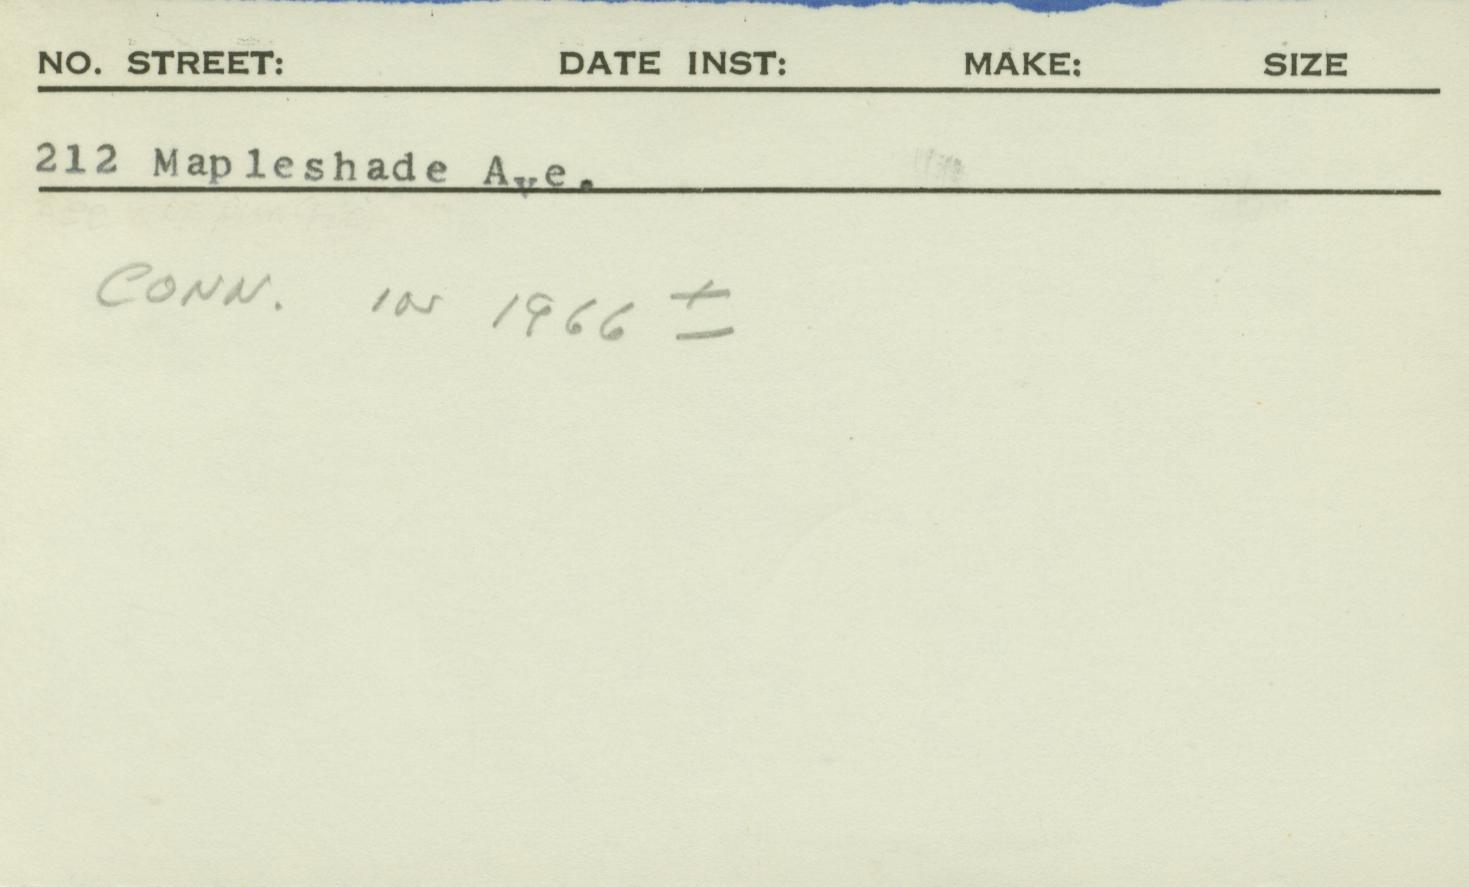 NO. STREET: DATE INST: MAKE: SIZE
212 Mapleshade Ave.
CONN. IN 1966 ±